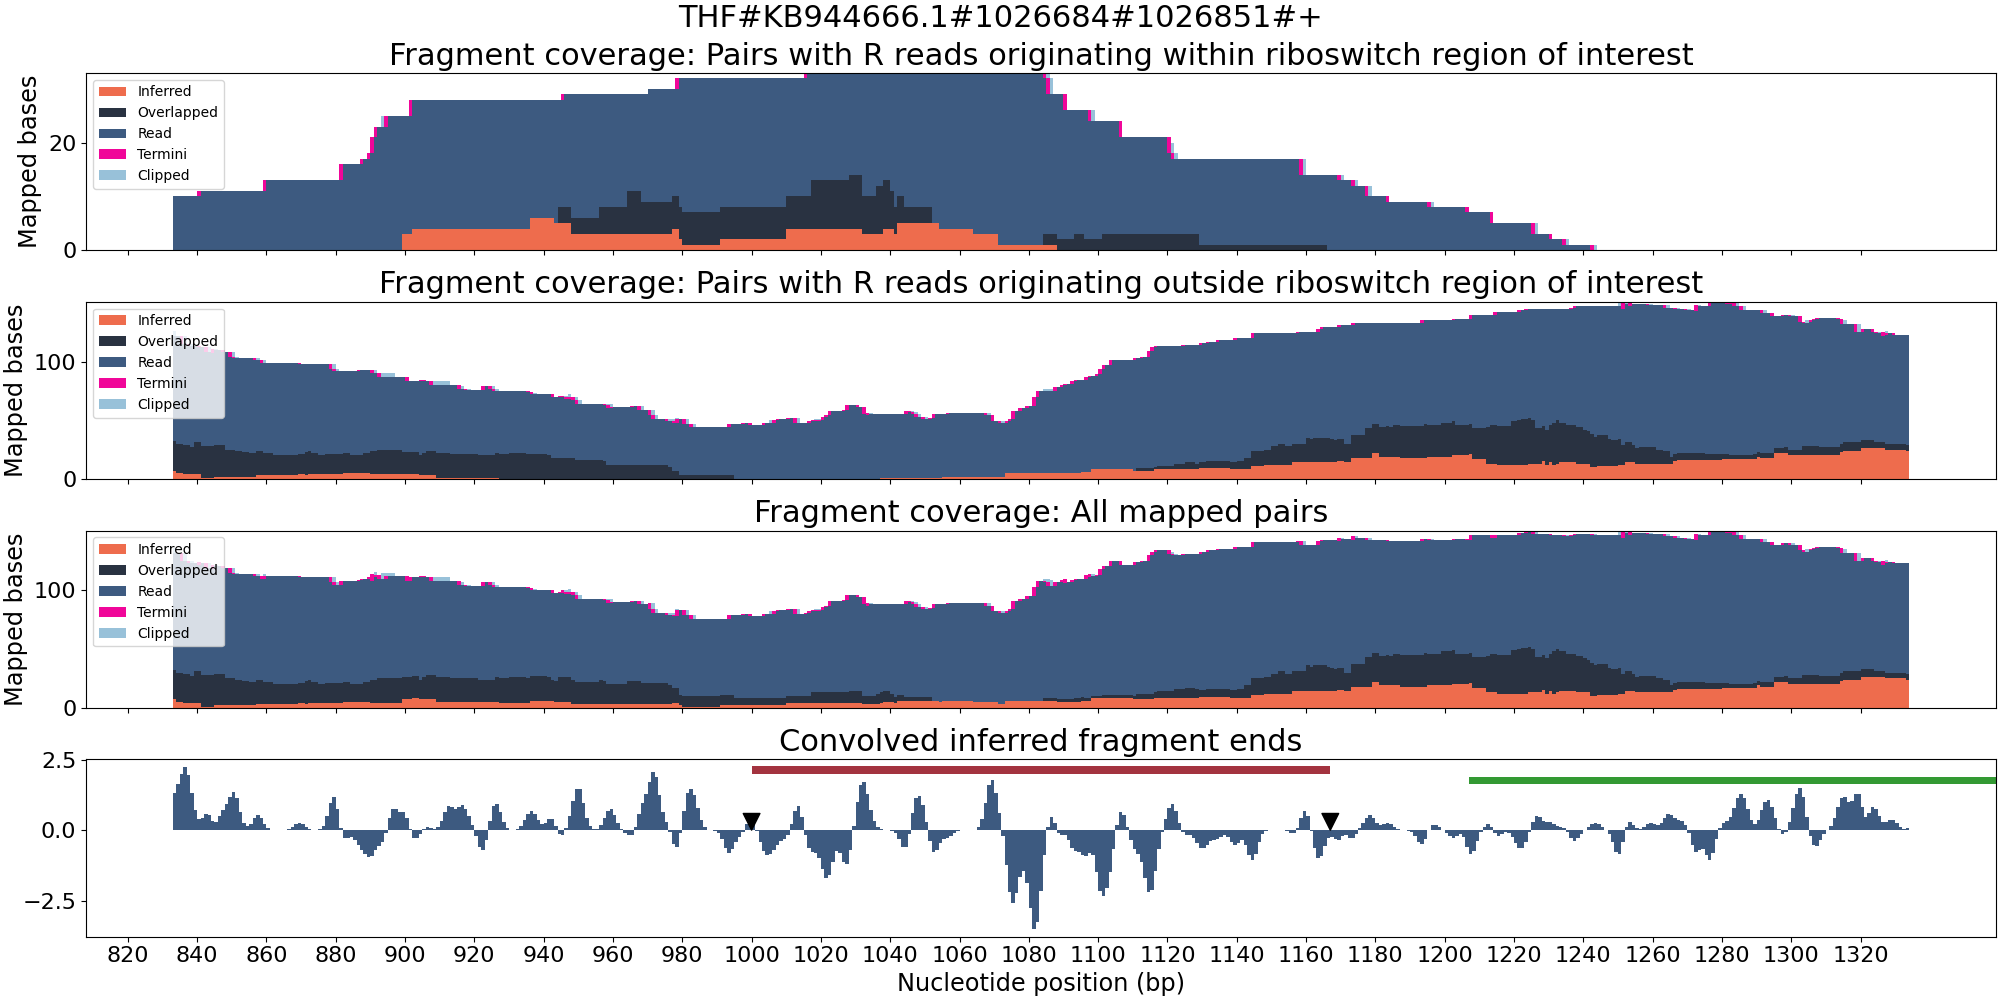 THF#KB944666.1#1026684#1026851#+
Fragment coverage: Pairs with R reads originating within riboswitch region of interest
Mapped bases
20
0
Inferred
Overlapped
Read
Termini
Clipped
Fragment coverage: Pairs with R reads originating outside riboswitch region of interest
Mapped bases
100
0
Inferred
Overlapped
Read
Termini
Clipped
Fragment coverage: All mapped pairs
Mapped bases
100
0
Inferred
Overlapped
Read
Termini
Clipped
Convolved inferred fragment ends
2.5
0.0
−2.5
820 840 860 880 900 920 940 960 980 1000 1020 1040 1060 1080 1100 1120 1140 1160 1180 1200 1220 1240 1260 1280 1300 1320
Nucleotide position (bp)